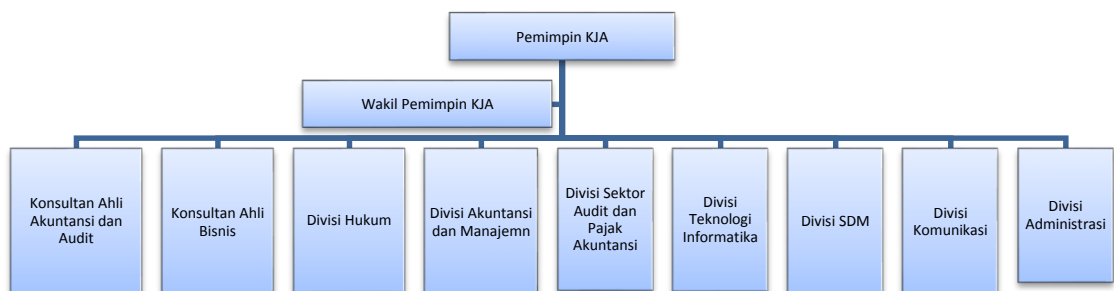 Pemimpin KJA
Wakil Pemimpin KJA
Konsultan Ahli
Akuntansi dan
Audit
Konsultan Ahli
Bisnis
Divisi Hukum
Divisi Akuntansi
dan Manajemn
Divisi Sektor
Audit dan
Pajak
Akuntansi
Divisi
Teknologi
Informatika
Divisi SDM
Divisi
Komunikasi
Divisi
Administrasi